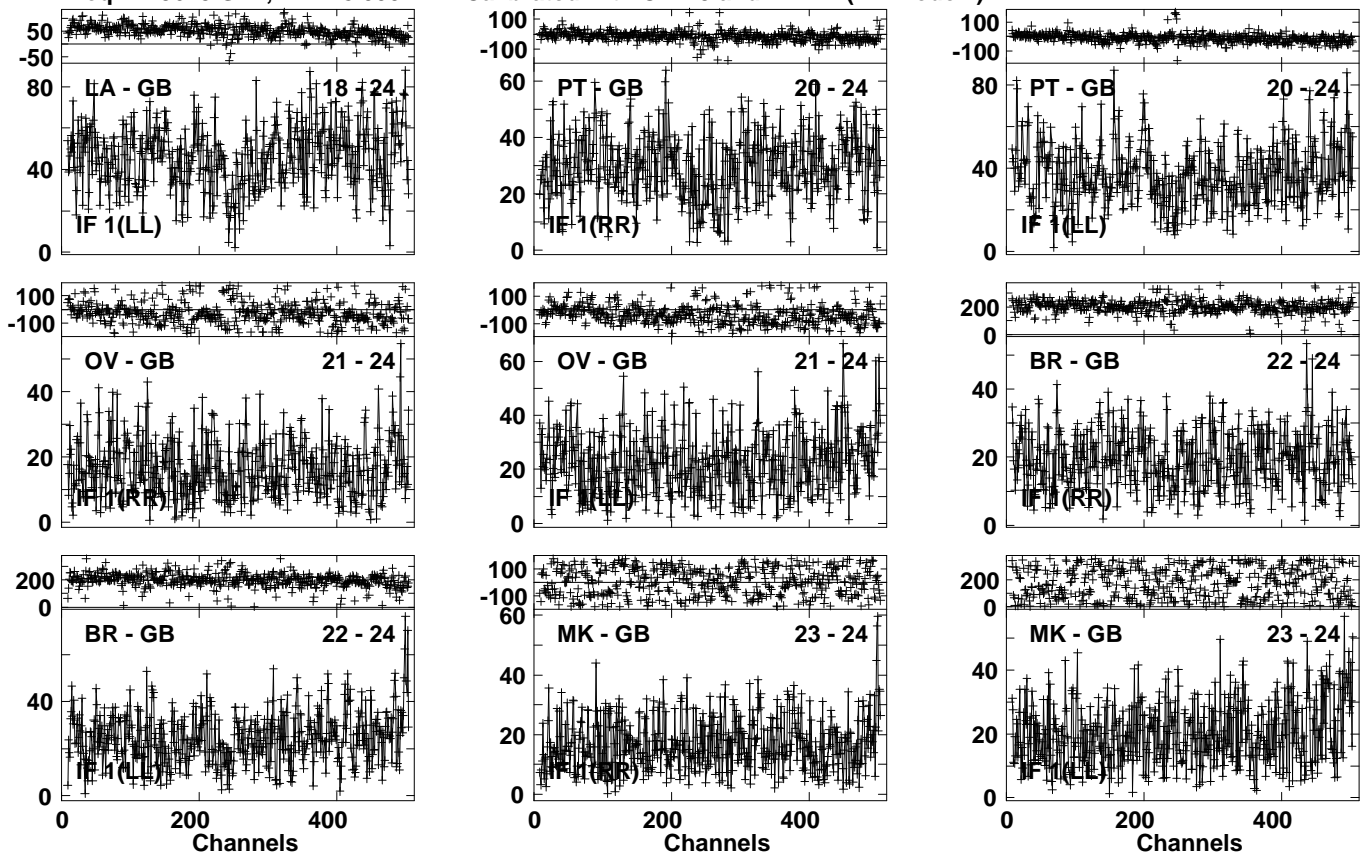 50
-50
LA - GB 18 - 24
80
40
0
IF 1(LL)
100
-100
PT - GB 20 - 24
60
40
20
0
IF 1(RR)
100
-100
PT - GB 20 - 24
80
40
0
IF 1(LL)
100
-100
OV - GB 21 - 24
40
20
0
IF 1(RR)
100
-100
OV - GB 21 - 24
60
40
20
0
IF 1(LL)
200
0
BR - GB 22 - 24
40
20
0
IF 1(RR)
200
0
BR - GB 22 - 24
40
0
IF 1(LL)
0 200 400
Channels
100
-100
MK - GB 23 - 24
60
40
20
0
IF 1(RR)
0 200 400
Channels
200
0
MK - GB 23 - 24
40
20
0
IF 1(LL)
0 200 400
Channels